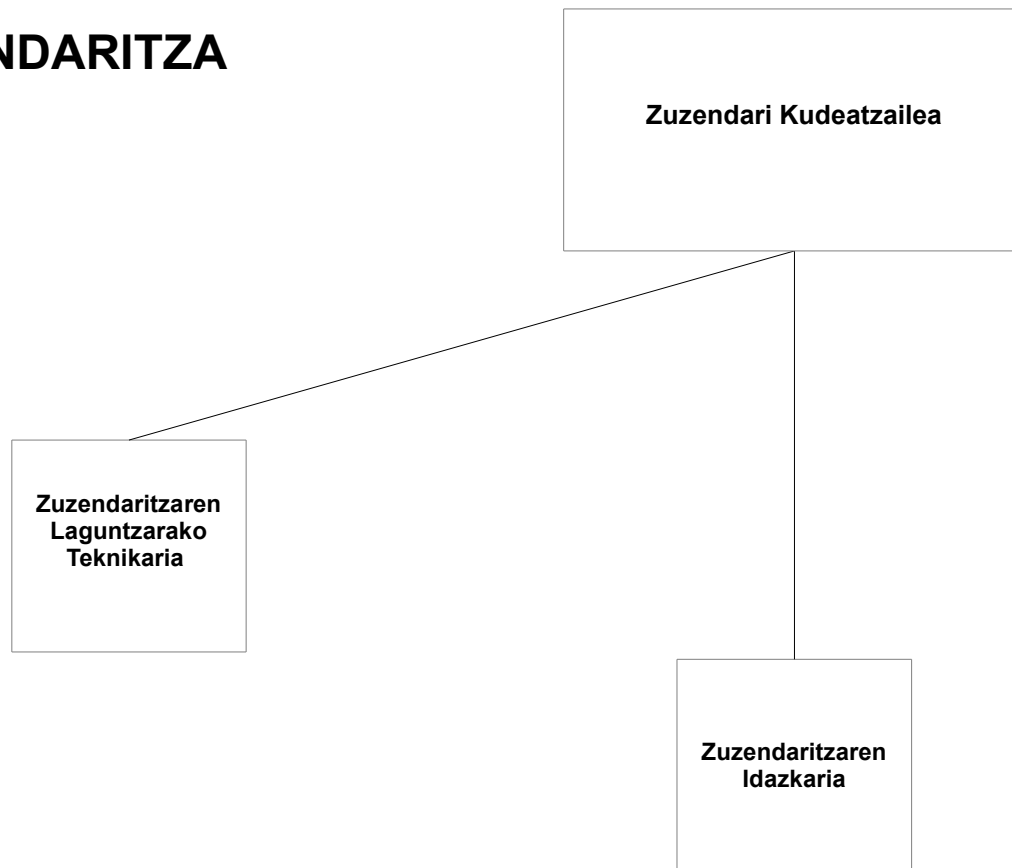 NDARITZA
Zuzendari Kudeatzailea
Zuzendaritzaren
Laguntzarako
Teknikaria
Zuzendaritzaren
Idazkaria